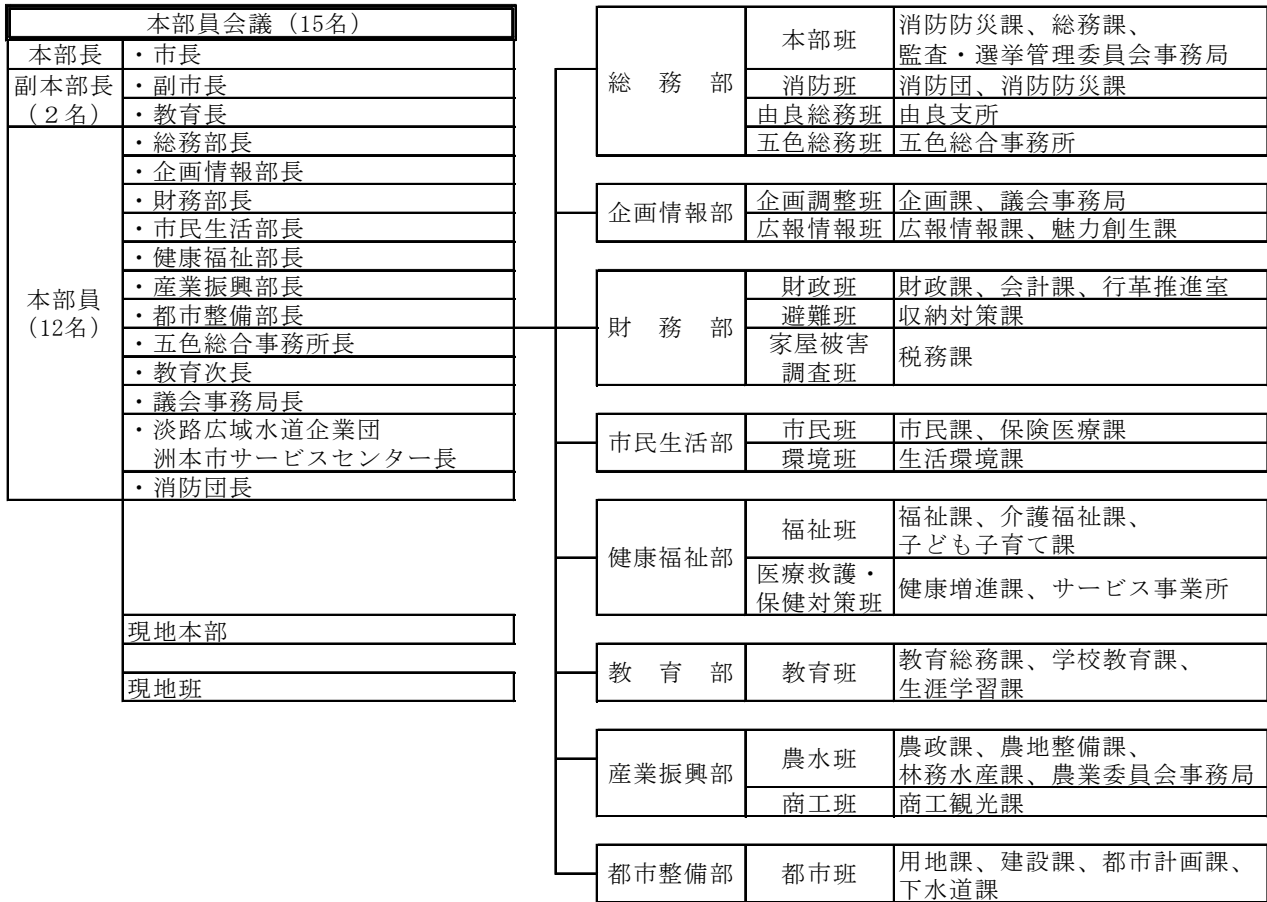 本部員会議（15名）
本部長 ・市長
副本部長
（２名）
・副市長
・教育長
本部員
(12名)
・総務部長
・企画情報部長
・財務部長
・市民生活部長
・健康福祉部長
・産業振興部長
・都市整備部長
・五色総合事務所長
・教育次長
・議会事務局長
・淡路広域水道企業団
洲本市サービスセンター長
・消防団長
現地本部
現地班
総　務　部
本部班
消防防災課、総務課、
監査・選挙管理委員会事務局
消防班 消防団、消防防災課
由良総務班 由良支所
五色総務班 五色総合事務所
企画情報部
企画調整班 企画課、議会事務局
広報情報班 広報情報課、魅力創生課
財　務　部
財政班 財政課、会計課、行革推進室
避難班 収納対策課
家屋被害
調査班
税務課
市民生活部
市民班 市民課、保険医療課
環境班 生活環境課
健康福祉部
福祉班
福祉課、介護福祉課、
子ども子育て課
医療救護・
保健対策班
健康増進課、サービス事業所
教　育　部
教育班
教育総務課、学校教育課、
生涯学習課
産業振興部
農水班
農政課、農地整備課、
林務水産課、農業委員会事務局
商工班 商工観光課
都市整備部
都市班
用地課、建設課、都市計画課、
下水道課